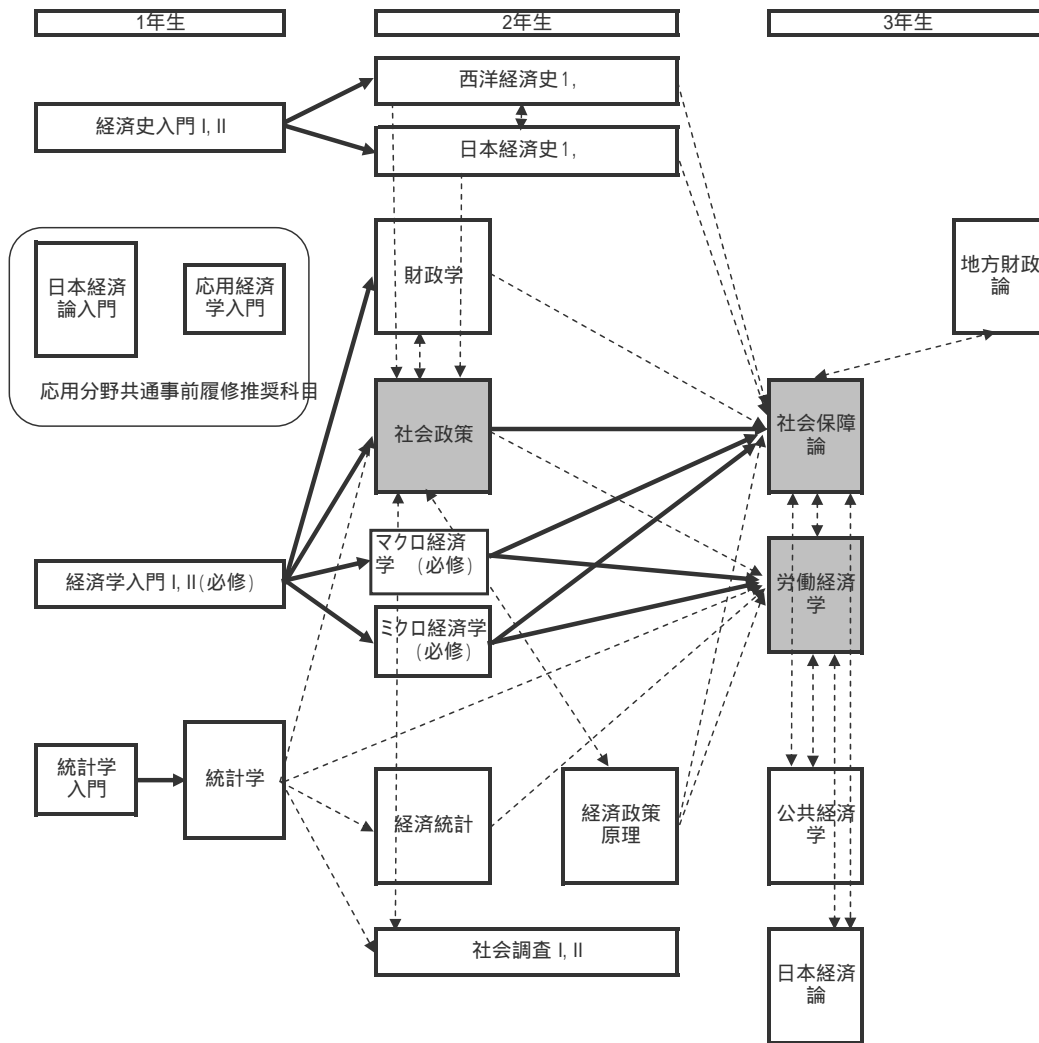 1年生
2年生
3年生
西洋経済史 1,
経済史入門 I, II
日本経済史 1,
日本経済
論入門
応用経済
学入門
応用分野共通事前履修推奨科目
財政学
地方財政
論
社会政策
社会保障
論
マクロ経済
学 (必修)
経済学入門 I, II(必修)
ミクロ経済学
(必修)
労働経済
学
統計学
入門
統計学
経済統計
経済政策
原理
公共経済
学
社会調査 I, II
日本経済
論